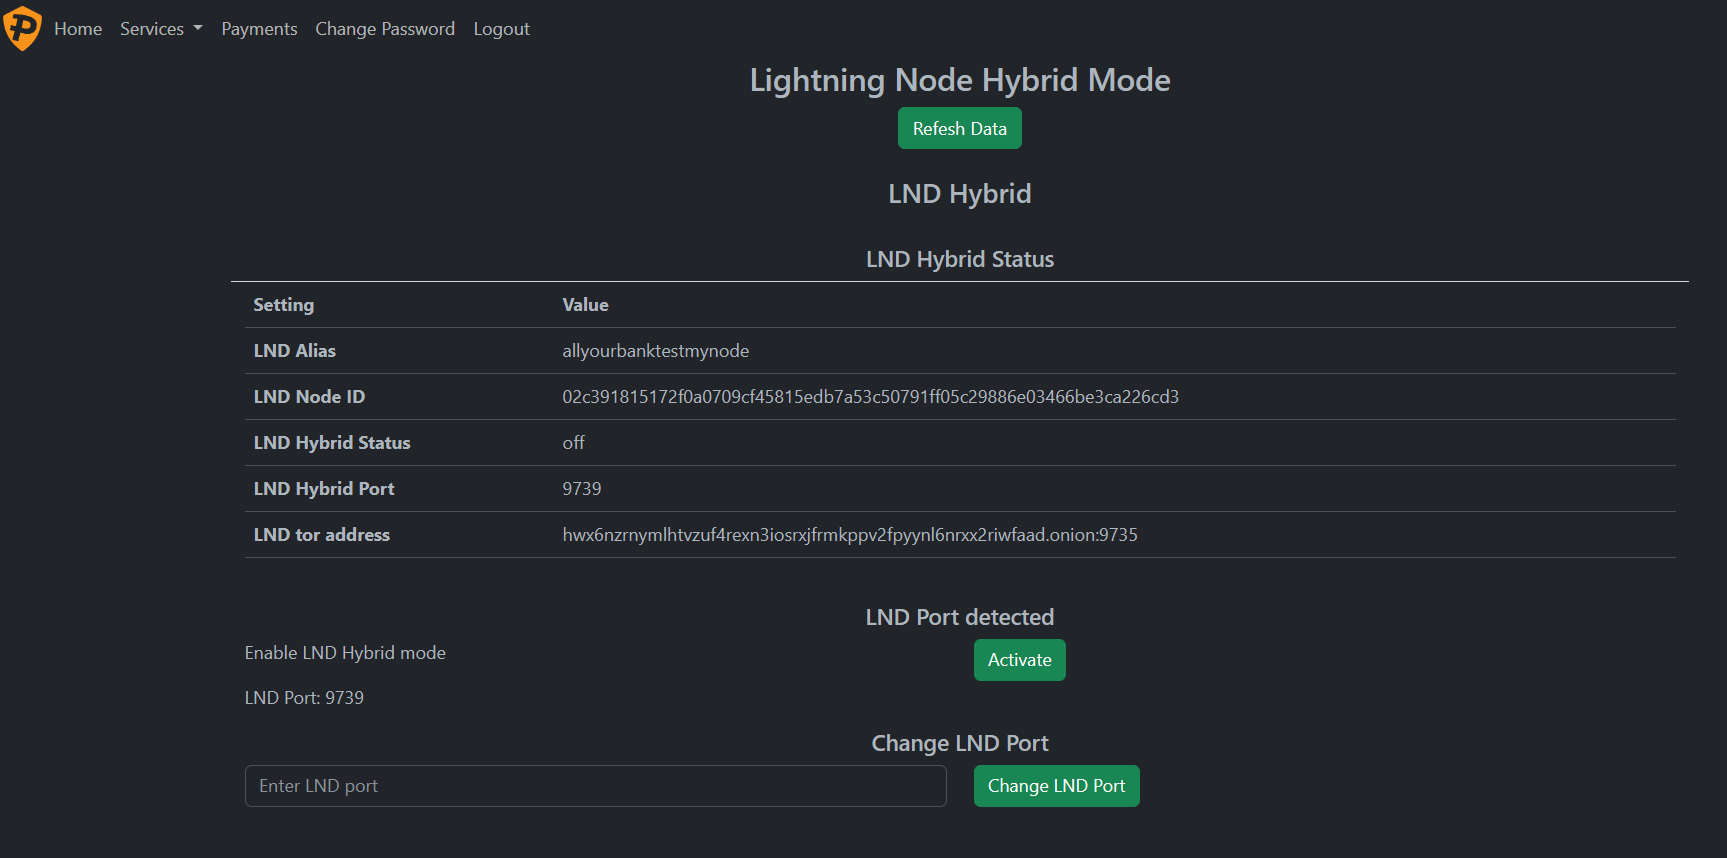 Home Services Payments Change Password Logout
Lightning Node Hybrid Mode
Refesh Data
LND Hybrid
LND Hybrid Status
Setting Value
LND Alias allyourbanktestmynode
LND Node ID 02c391815172f0a0709cf45815edb7a53c50791ff05c29886e03466be3ca226cd3
LND Hybrid Status off
LND Hybrid Port 9739
LND tor address hwx6nzrnymlhtvzuf4rexn3iosrxjfrmkppv2fpyynl6nrxx2riwfaad.onion:9735
LND Port detected
Enable LND Hybrid mode Activate
LND Port: 9739
Change LND Port
Enter LND port Change LND Port